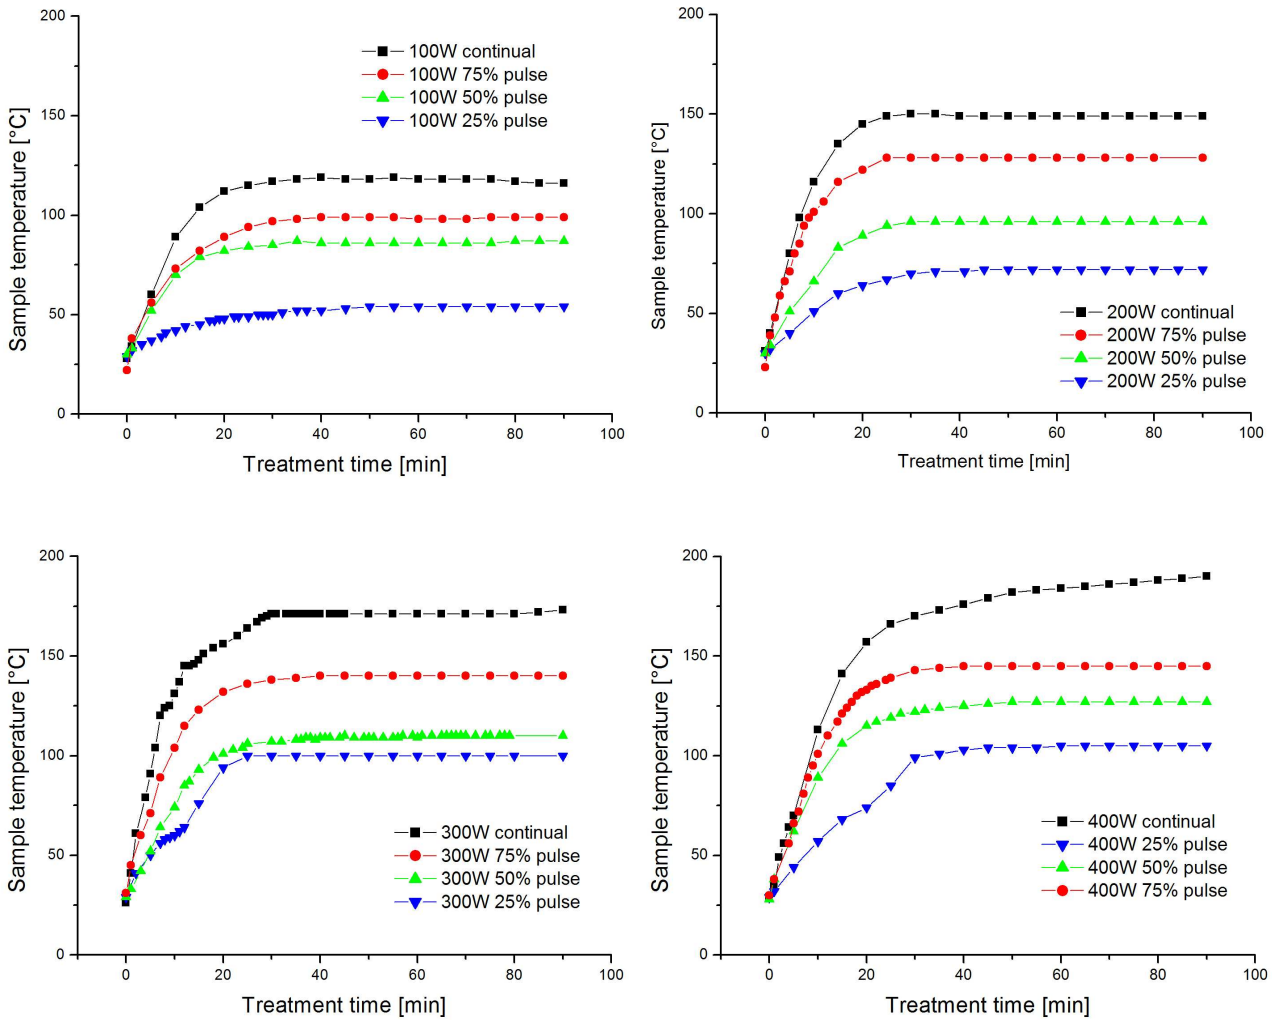 200
150
100
50
0
Sample temperature [°C]
100W continual
100W 75% pulse
100W 50% pulse
100W 25% pulse
0 20 40 60 80 100
Treatment time [min]
200
150
100
50
0
Sample temperature [°C]
200W continual
200W 75% pulse
200W 50% pulse
200W 25% pulse
0 20 40 60 80 100
Treatment time [min]
200
150
100
50
0
Sample temperature [°C]
300W continual
300W 75% pulse
300W 50% pulse
300W 25% pulse
0 20 40 60 80 100
Treatment time [min]
200
150
100
50
0
Sample temperature [°C]
400W continual
400W 25% pulse
400W 50% pulse
400W 75% pulse
0 20 40 60 80 100
Treatment time [min]